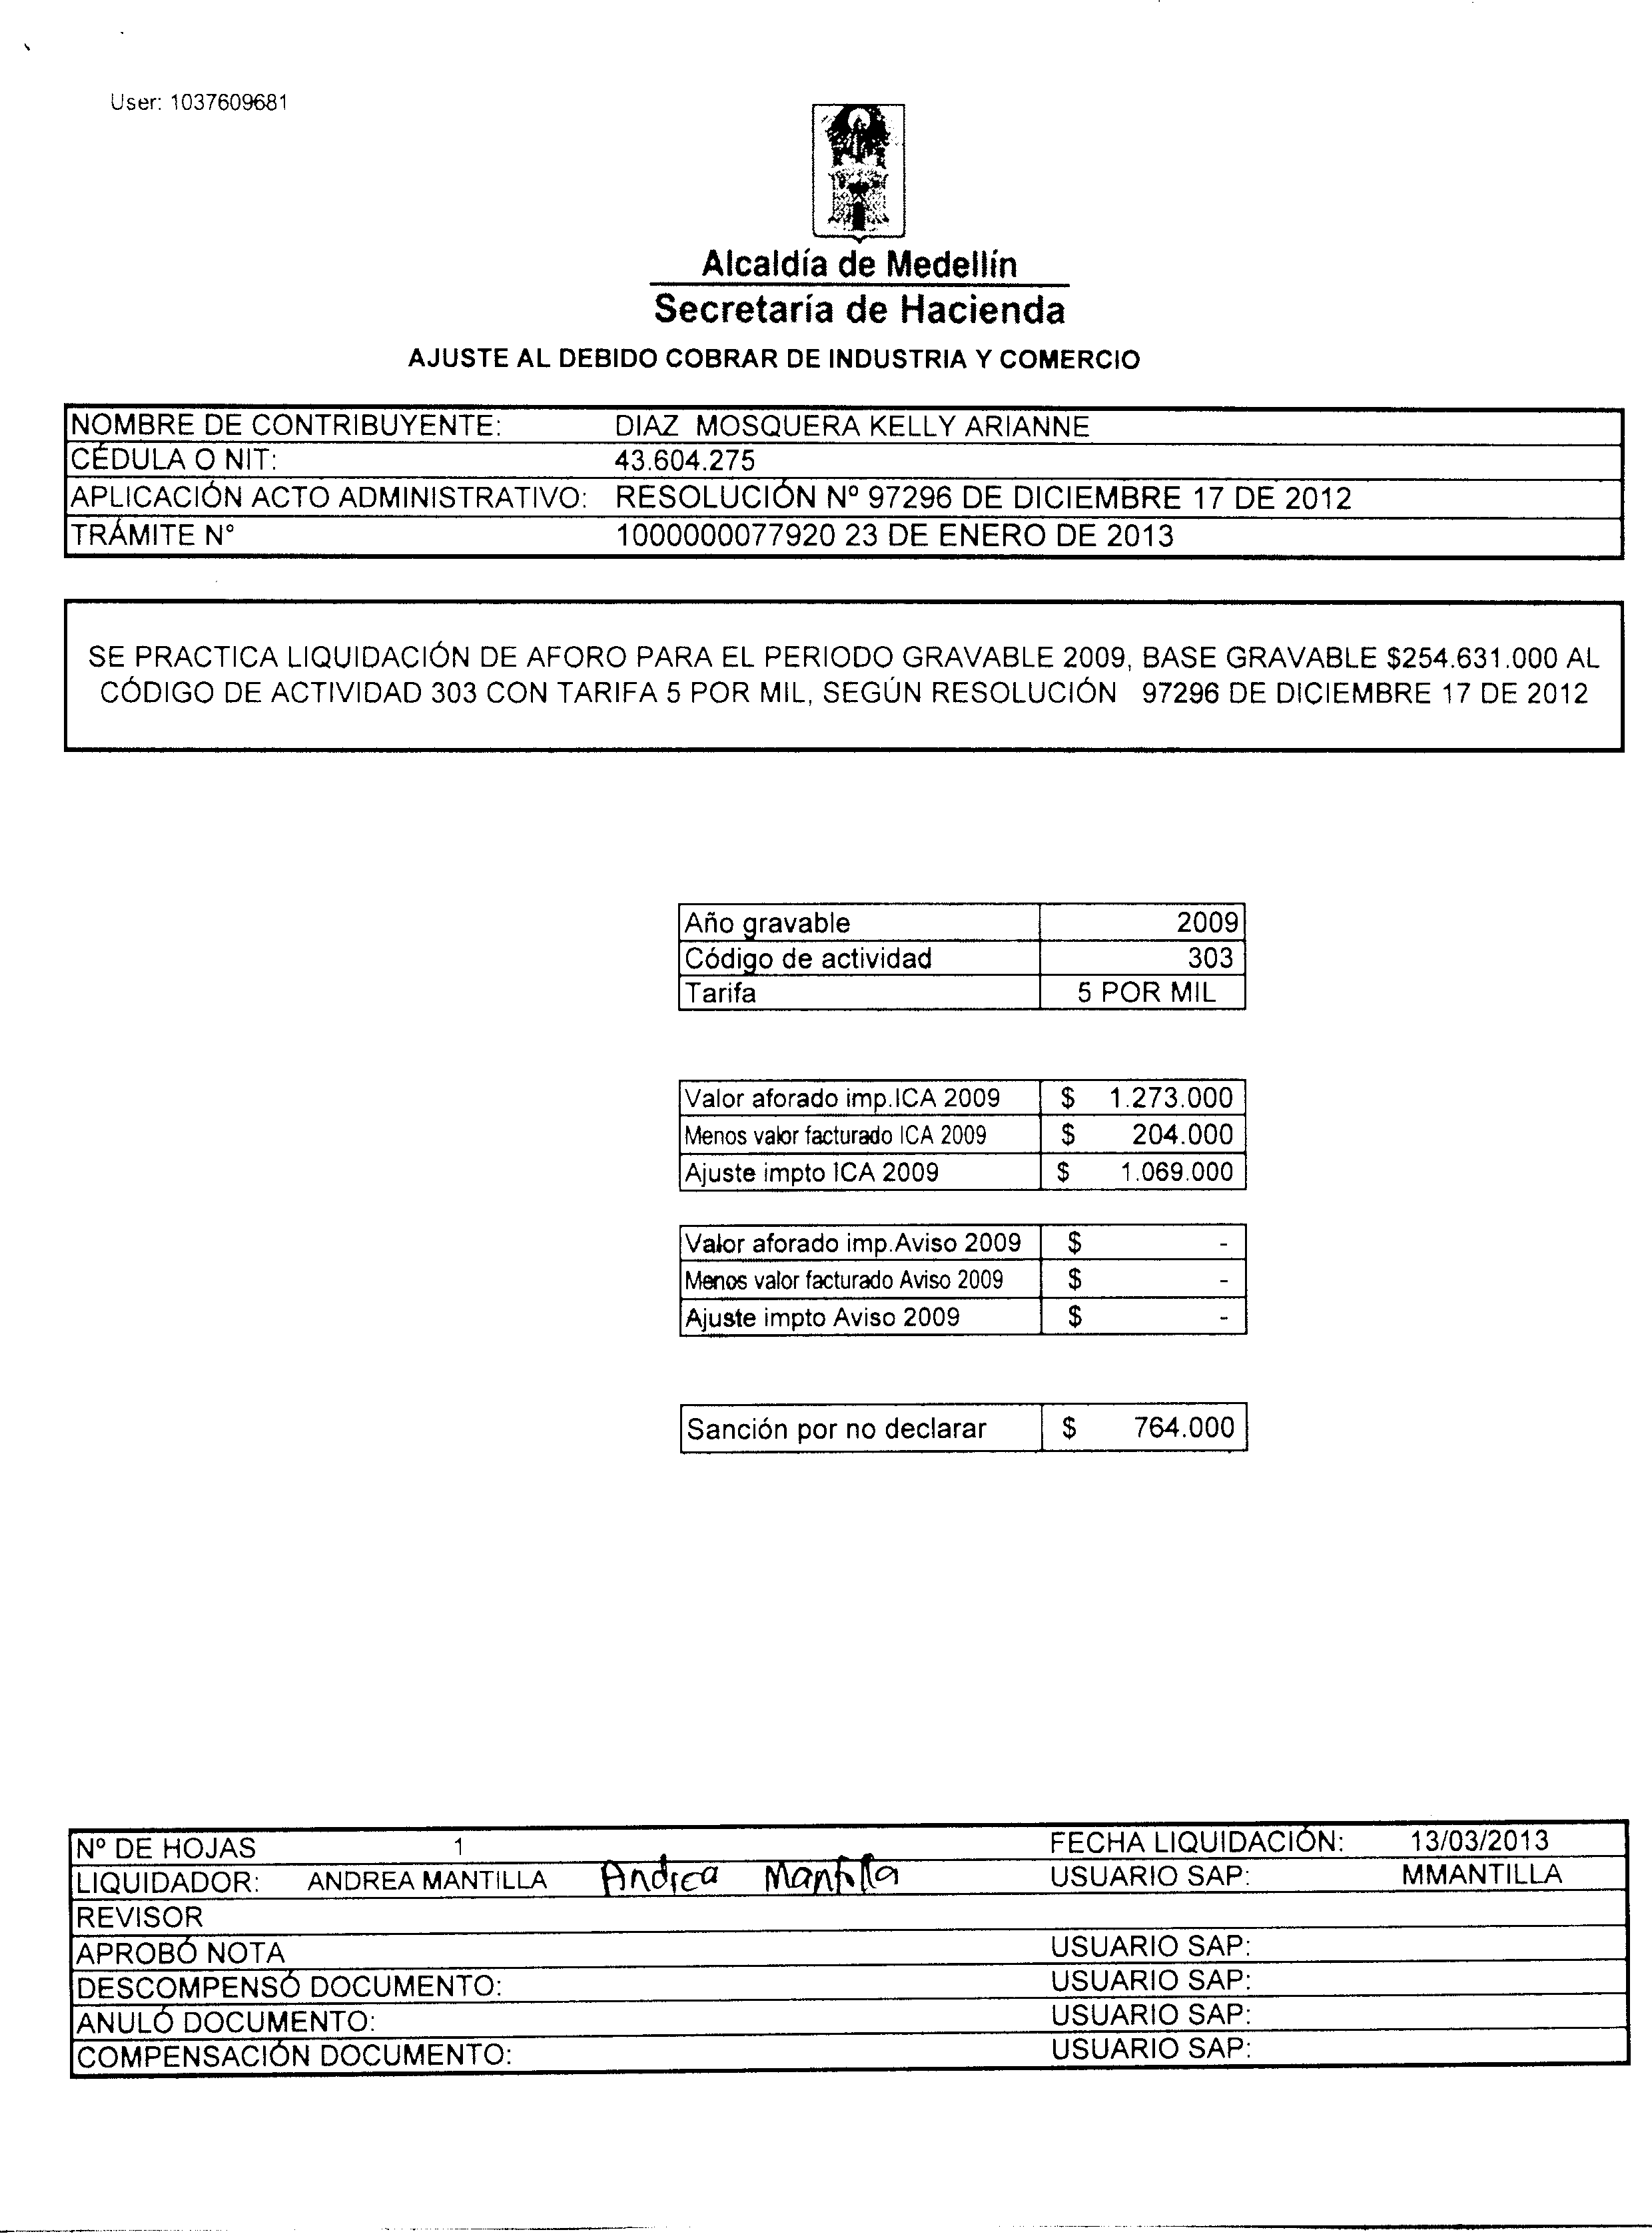 User: 1037609681
Alcaldía de Medellín
Secretaría de Hacienda
AJUSTE AL DEBIDO COBRAR DE INDUSTRIA Y COMERCIO
NOMBRE DE CONTRIBUYENTE: DIAZ MOSQUERA KELLY ARIANNE
CÉDULA O NIT: 43.604.275
APLICACIÓN ACTO ADMINISTRATIVO: RESOLUCIÓN Nº 97296 DE DICIEMBRE 17 DE 2012
TRÁMITE Nº 1000000077920 23 DE ENERO DE 2013
SE PRACTICA LIQUIDACIÓN DE AFORO PARA EL PERIODO GRAVABLE 2009, BASE GRAVABLE $254.631.000 AL
CÓDIGO DE ACTIVIDAD 303 CON TARIFA 5 POR MIL, SEGÚN RESOLUCIÓN 97296 DE DICIEMBRE 17 DE 2012
Año gravable 2009
Código de actividad 303
Tarifa 5 POR MIL
Valor aforado imp.ICA 2009 $ 1.273.000
Menos valor facturado ICA 2009 $ 204.000
Ajuste impto ICA 2009 $ 1.069.000
Valor aforado imp.Aviso 2009 $ -
Menos valor facturado Aviso 2009 $ -
Ajuste impto Aviso 2009 $ -
Sanción por no declarar $ 764.000
Nº DE HOJAS 1 FECHA LIQUIDACIÓN: 13/03/2013
LIQUIDADOR: ANDREA MANTILLA Andrea Mantilla USUARIO SAP: MMANTILLA
REVISOR
APROBÓ NOTA USUARIO SAP:
DESCOMPENSÓ DOCUMENTO: USUARIO SAP:
ANULÓ DOCUMENTO: USUARIO SAP:
COMPENSACIÓN DOCUMENTO: USUARIO SAP: